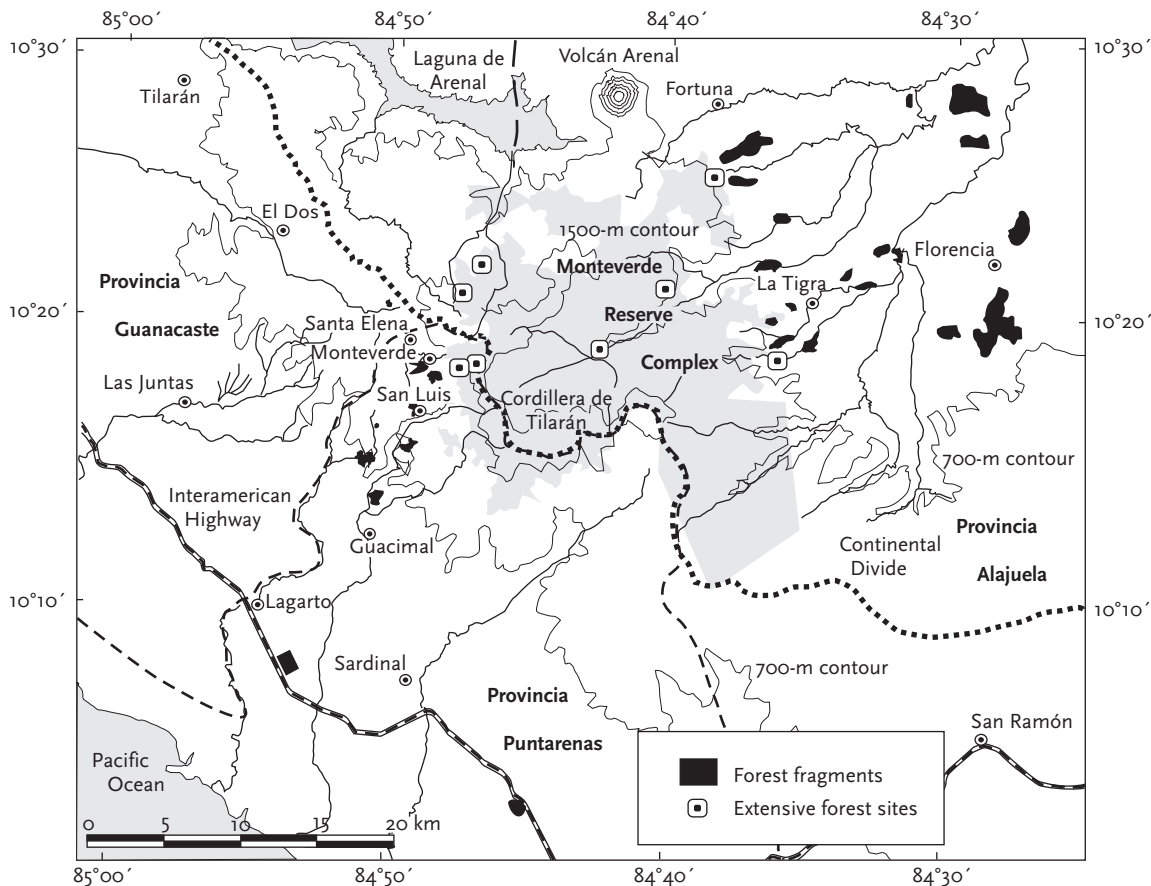 85°00´
84°50´
84°40´
84°30´
10°30´
10°30´
Laguna de
Arenal
Volcán Arenal
Tilarán
Fortuna
El Dos
1500-m contour
Florencia
Monteverde
Provincia
La Tigra
10°20´
Reserve
10°20´
Guanacaste
Santa Elena
Monteverde
Complex
Las Juntas
San Luis
Cordillera de
Tilarán
700-m contour
Interamerican
Highway
Provincia
Guacimal
Continental
Divide
Alajuela
10°10´
Lagarto
10°10´
Sardinal
700-m contour
Provincia
San Ramón
Puntarenas
Pacific
Ocean
Forest fragments
Extensive forest sites
0 5 10 15 20 km
85°00´
84°50´
84°40´
84°30´